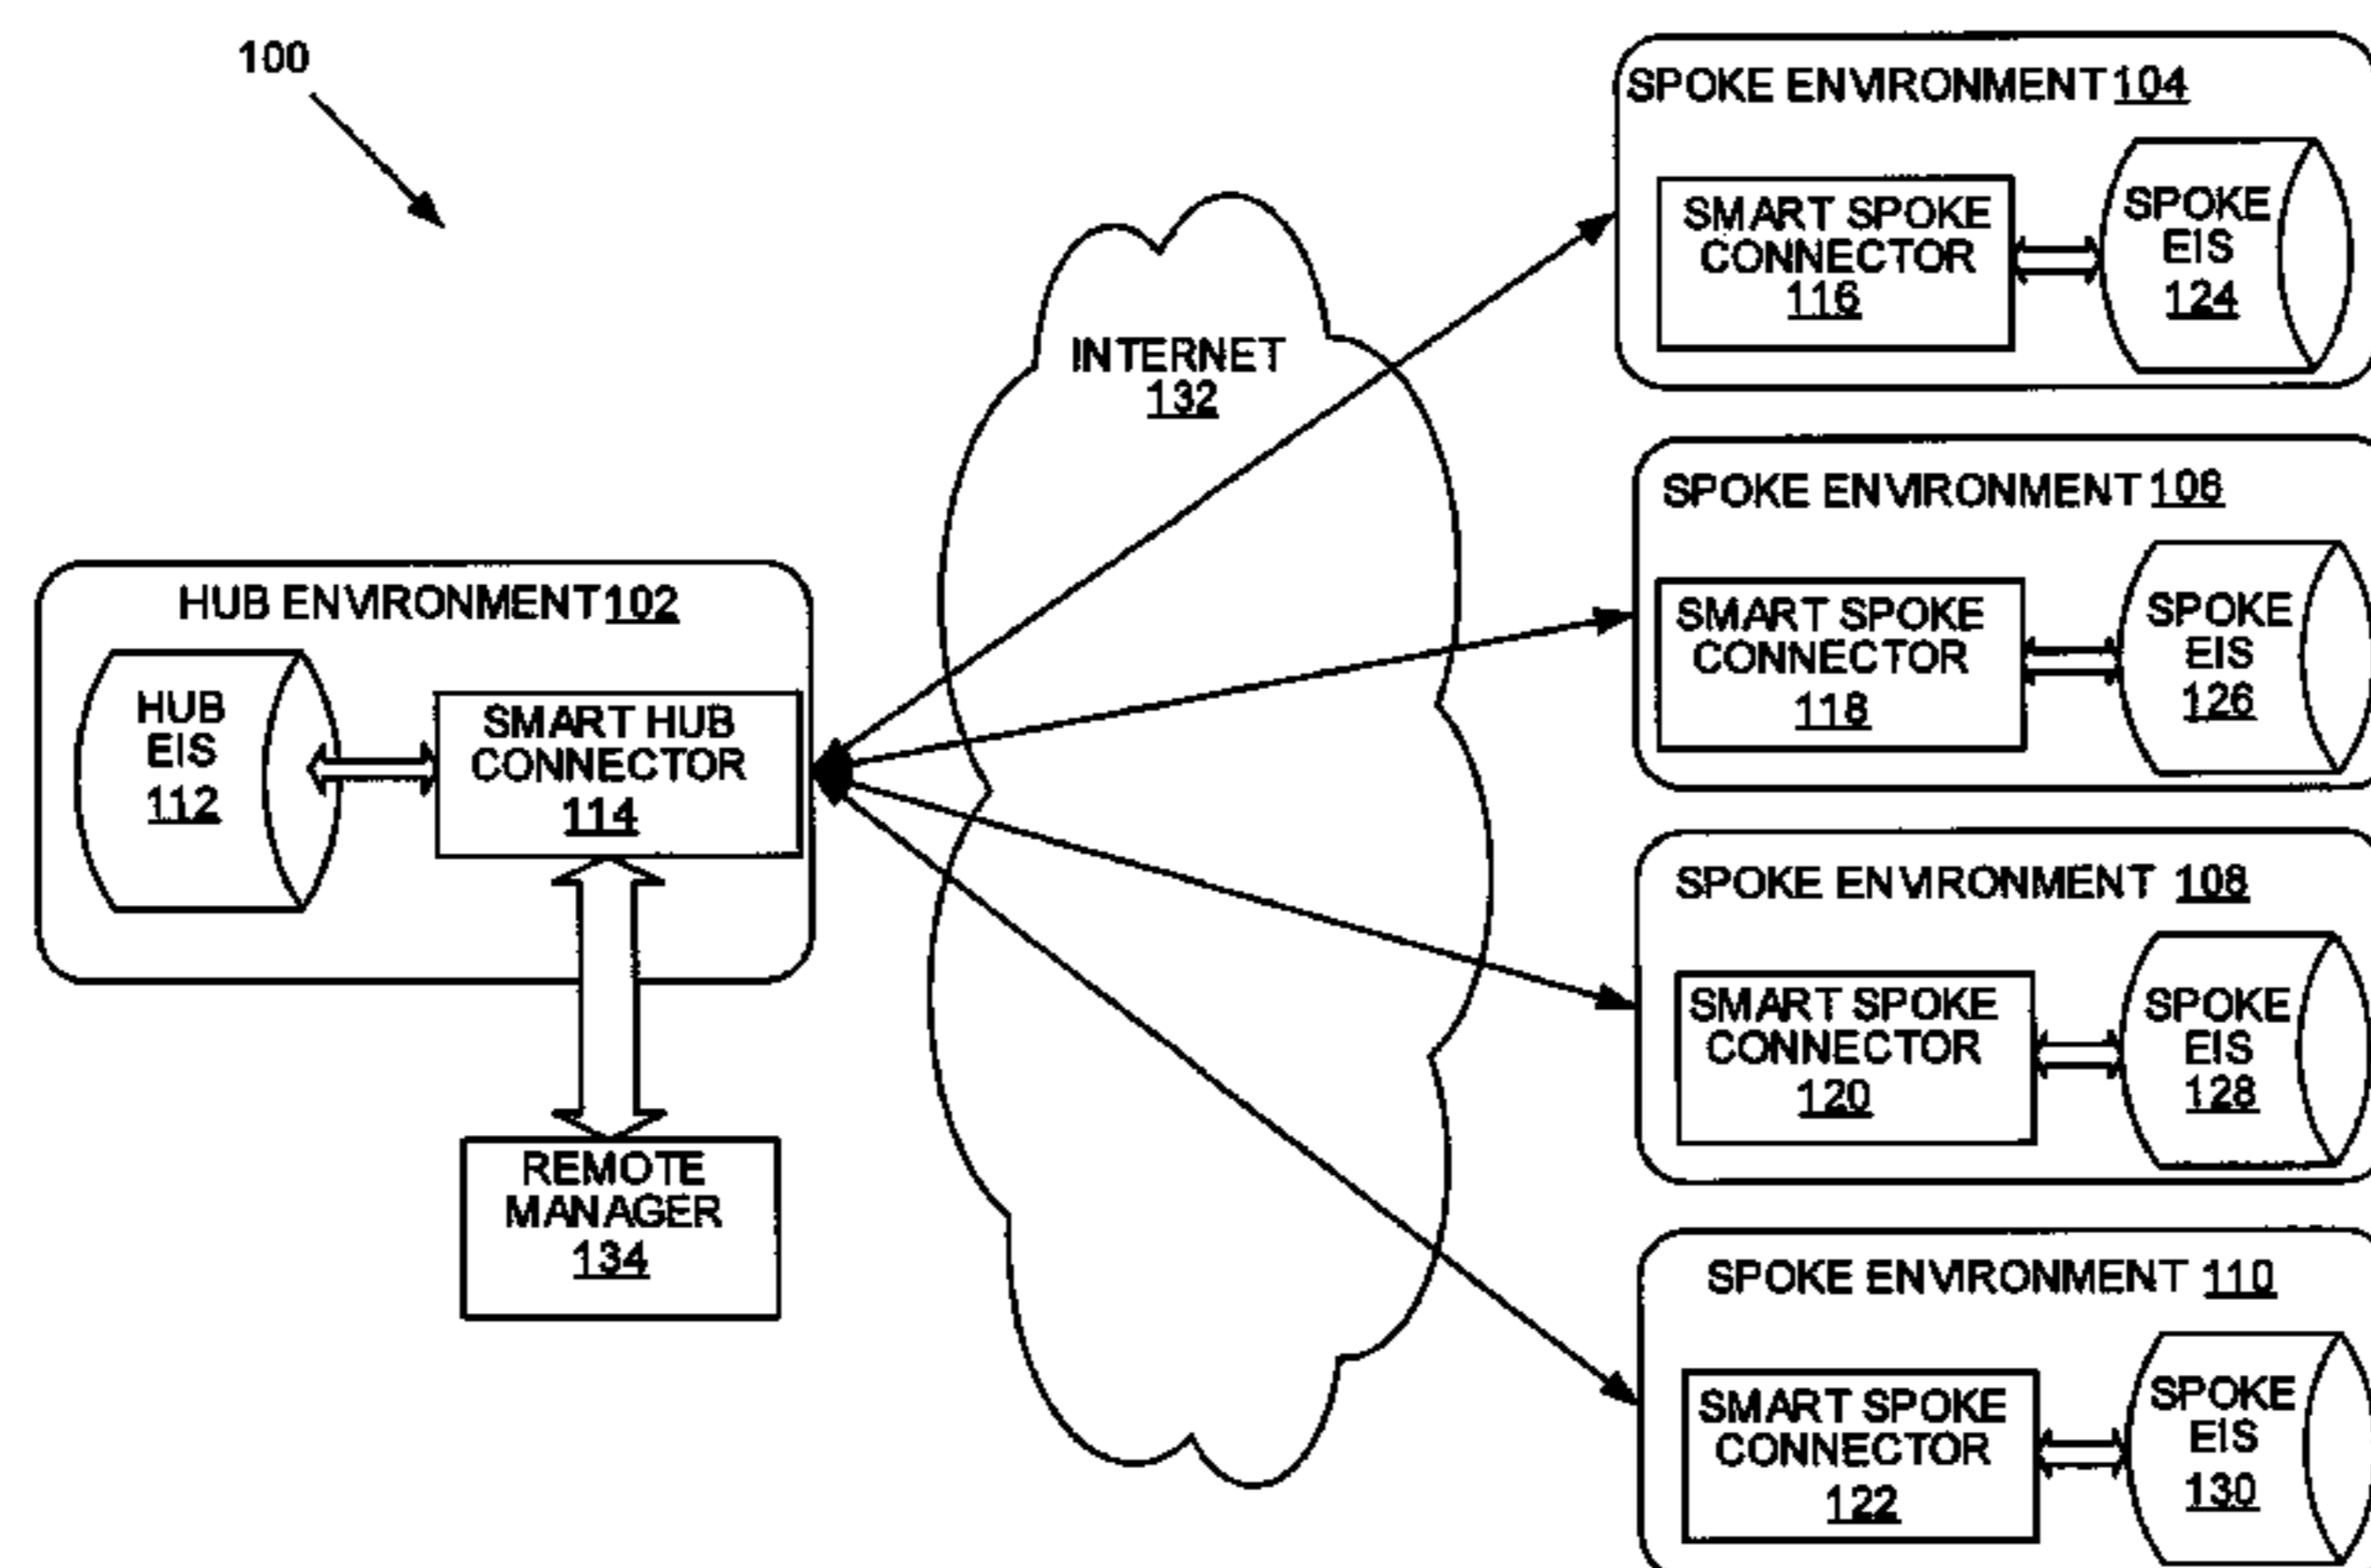 100
SPOKE ENVIRONMENT 104
SMART SPOKE
CONNECTOR
116
SPOKE
EIS
124
INTERNET
132
SPOKE ENVIRONMENT 106
SMART SPOKE
CONNECTOR
118
SPOKE
EIS
126
HUB ENVIRONMENT 102
HUB
EIS
112
SMART HUB
CONNECTOR
114
SPOKE ENVIRONMENT 108
SMART SPOKE
CONNECTOR
120
SPOKE
EIS
128
REMOTE
MANAGER
134
SPOKE ENVIRONMENT 110
SMART SPOKE
CONNECTOR
122
SPOKE
EIS
130